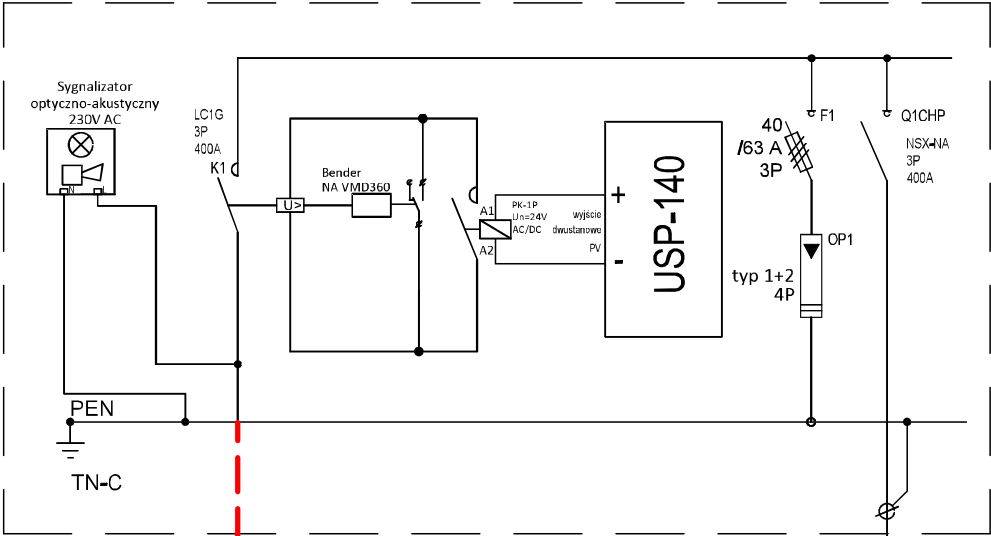 Sygnalizator
optyczno-akustyczny
230V AC
N
L
LC1G
3P
400A
K1
U>
Bender
NA VMD360
A1
A2
PK-1P
Un=24V
AC/DC
wyjście
dwustanowe
PV
+
-
USP-140
F1
40
/63 A
3P
OP1
typ 1+2
4P
Q1CHP
NSX-NA
3P
400A
PEN
TN-C